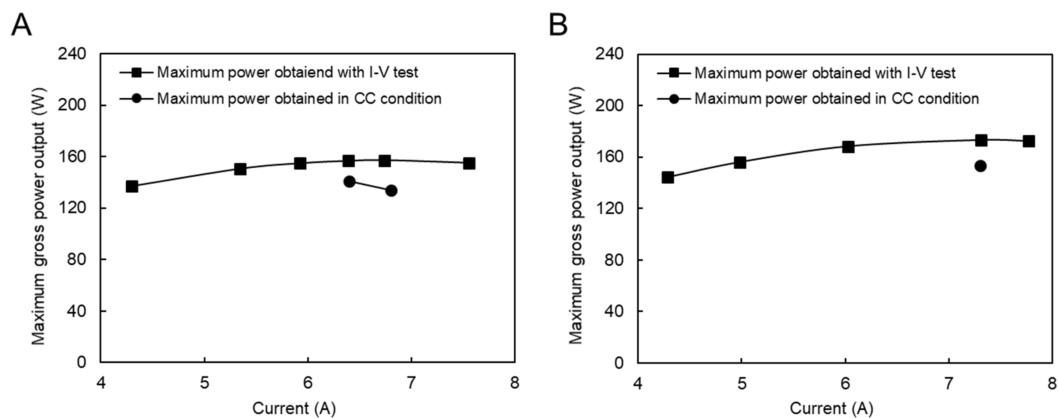 A
Maximum gross power output (W)
240
200
160
120
80
40
0
Maximum power obtaiend with I-V test
Maximum power obtained in CC condition
4 5 6 7 8
Current (A)
B
Maximum gross power output (W)
240
200
160
120
80
40
0
Maximum power obtained with I-V test
Maximum power obtained in CC condition
4 5 6 7 8
Current (A)